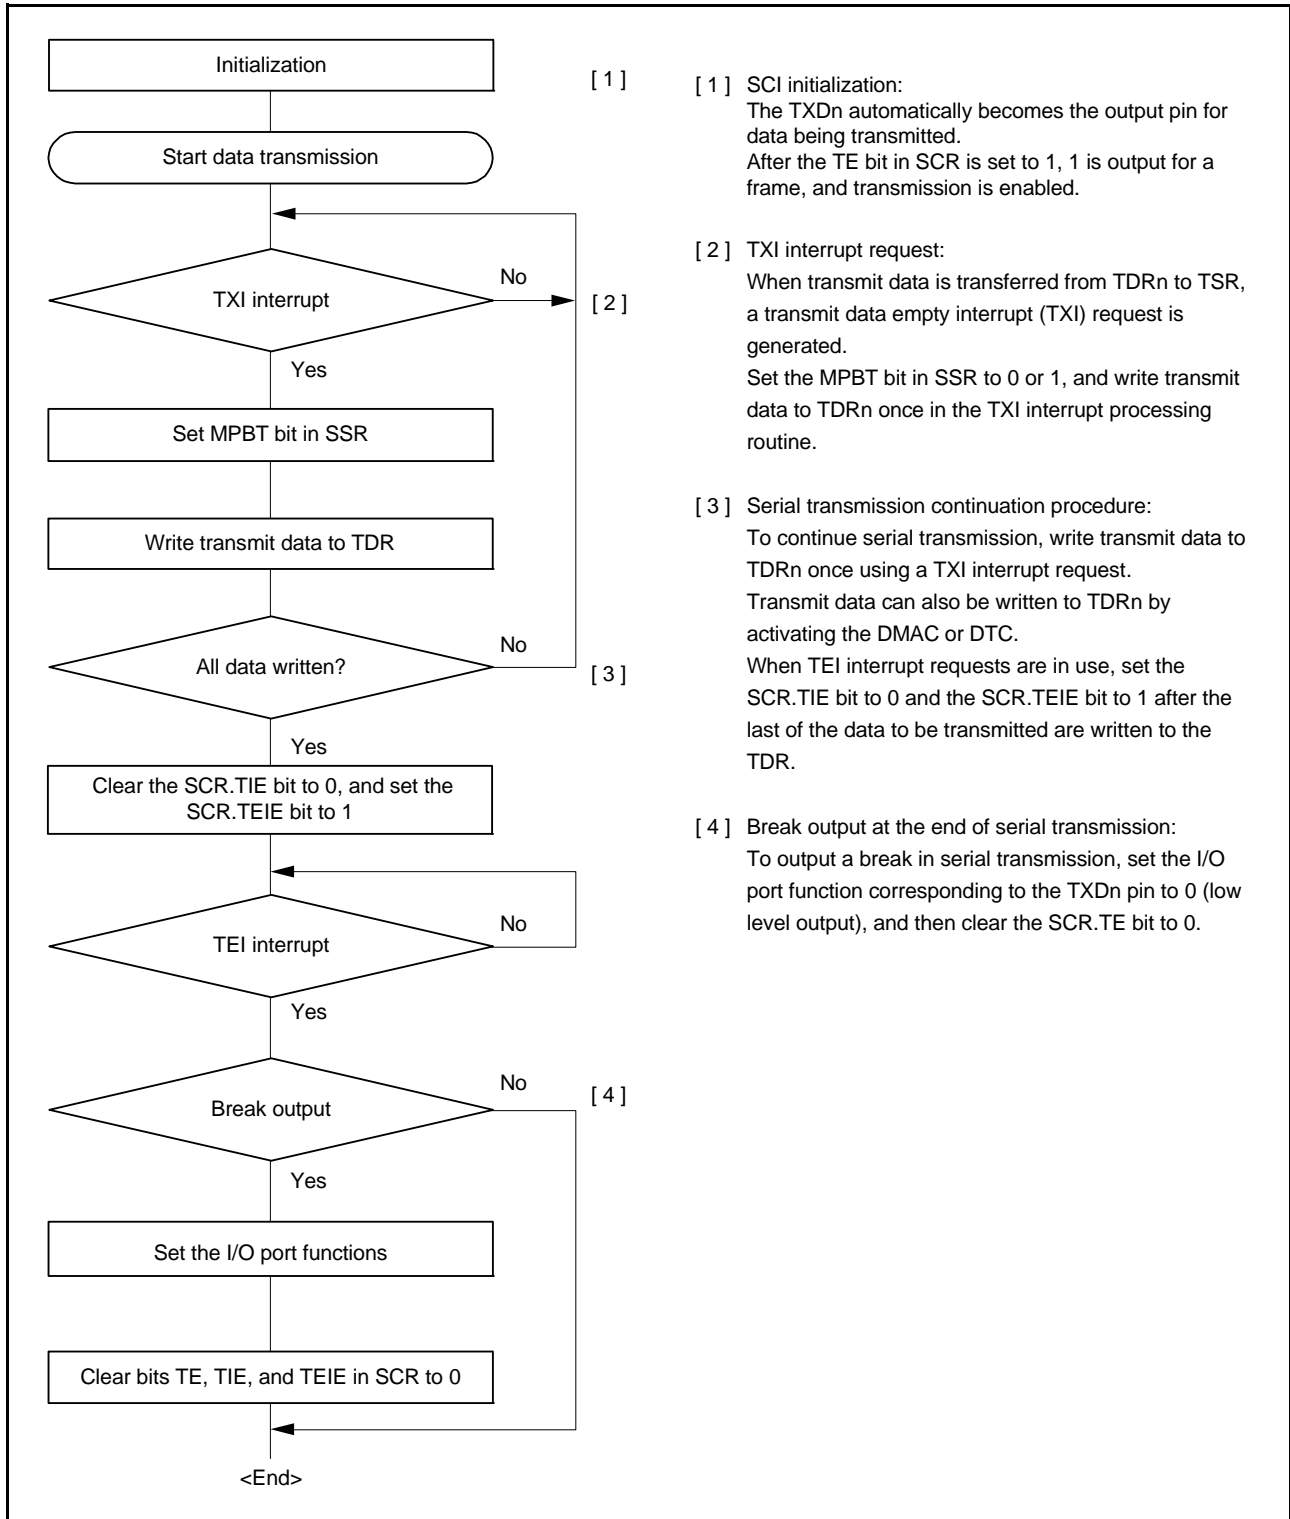 Initialization
[ 1 ]
Start data transmission
TXI interrupt
No
[ 2 ]
Yes
Set MPBT bit in SSR
Write transmit data to TDR
All data written?
No
[ 3 ]
Yes
Clear the SCR.TIE bit to 0, and set the
SCR.TEIE bit to 1
TEI interrupt
No
Yes
Break output
No
[ 4 ]
Yes
Set the I/O port functions
Clear bits TE, TIE, and TEIE in SCR to 0
<End>
[ 1 ] SCI initialization:
The TXDn automatically becomes the output pin for
data being transmitted.
After the TE bit in SCR is set to 1, 1 is output for a
frame, and transmission is enabled.
[ 2 ] TXI interrupt request:
When transmit data is transferred from TDRn to TSR,
a transmit data empty interrupt (TXI) request is
generated.
Set the MPBT bit in SSR to 0 or 1, and write transmit
data to TDRn once in the TXI interrupt processing
routine.
[ 3 ] Serial transmission continuation procedure:
To continue serial transmission, write transmit data to
TDRn once using a TXI interrupt request.
Transmit data can also be written to TDRn by
activating the DMAC or DTC.
When TEI interrupt requests are in use, set the
SCR.TIE bit to 0 and the SCR.TEIE bit to 1 after the
last of the data to be transmitted are written to the
TDR.
[ 4 ] Break output at the end of serial transmission:
To output a break in serial transmission, set the I/O
port function corresponding to the TXDn pin to 0 (low
level output), and then clear the SCR.TE bit to 0.